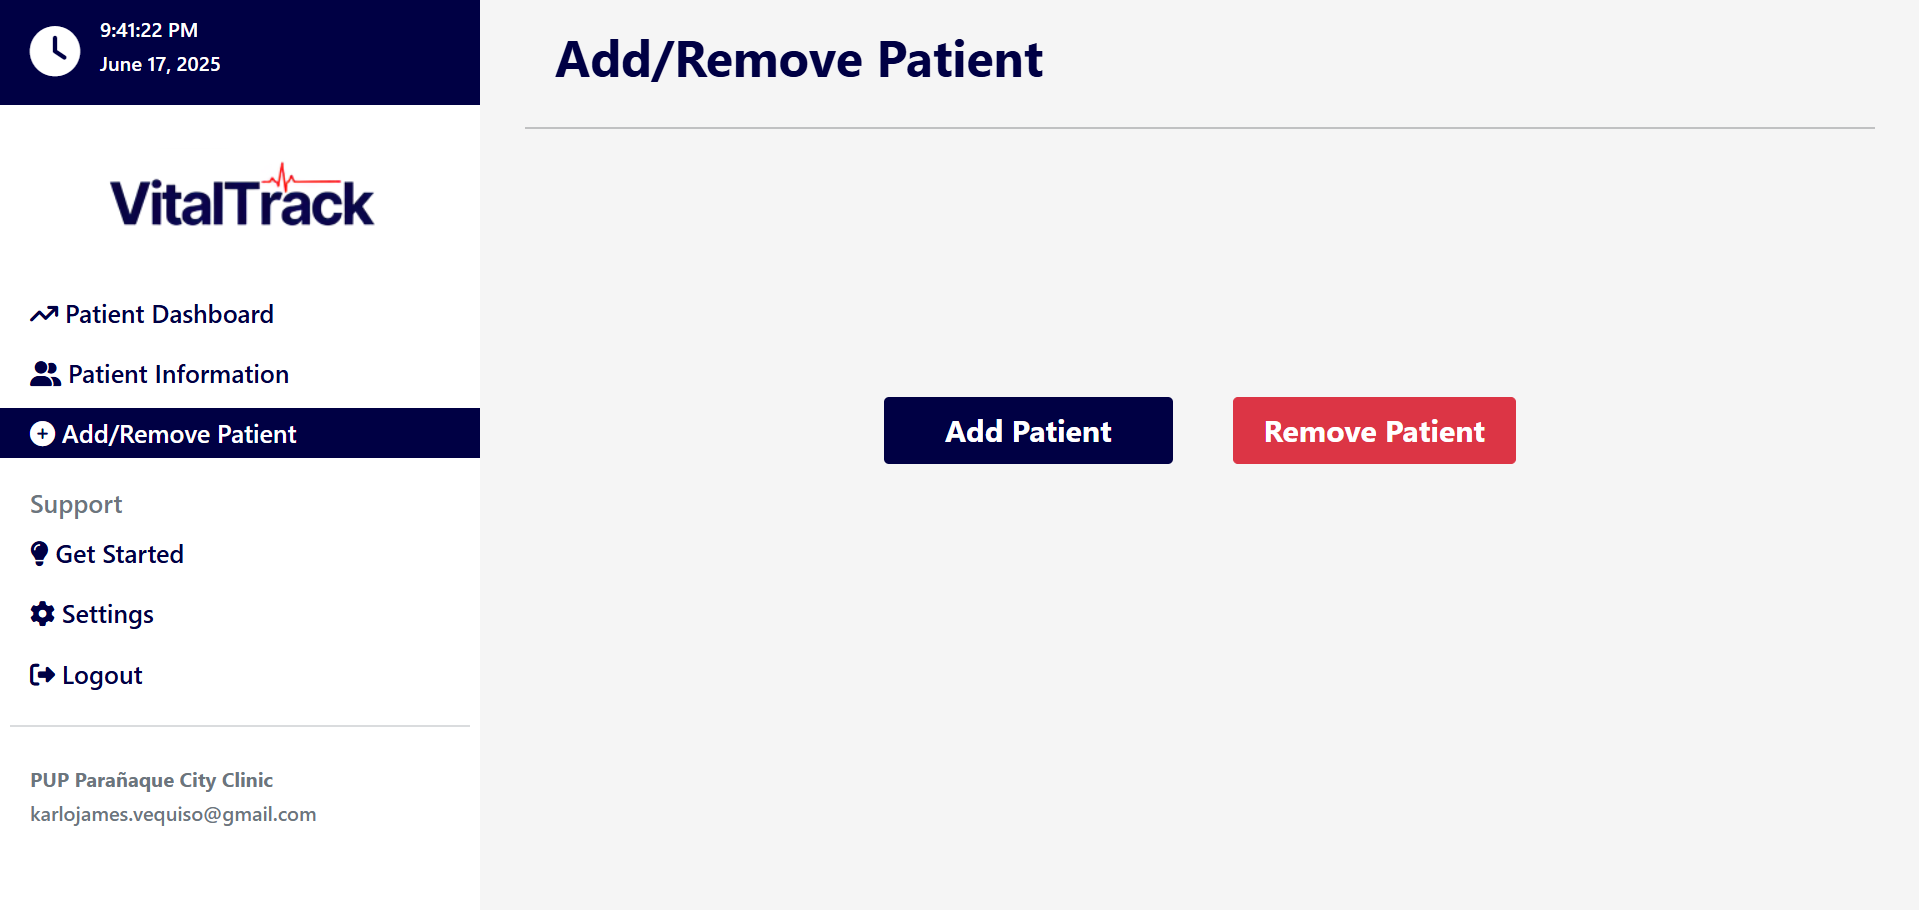 9:41:22 PM
June 17, 2025
VitalTrack
Patient Dashboard
Patient Information
Add/Remove Patient
Support
Get Started
Settings
Logout
PUP Parañaque City Clinic
karlojames.vequiso@gmail.com
Add/Remove Patient
Add Patient
Remove Patient